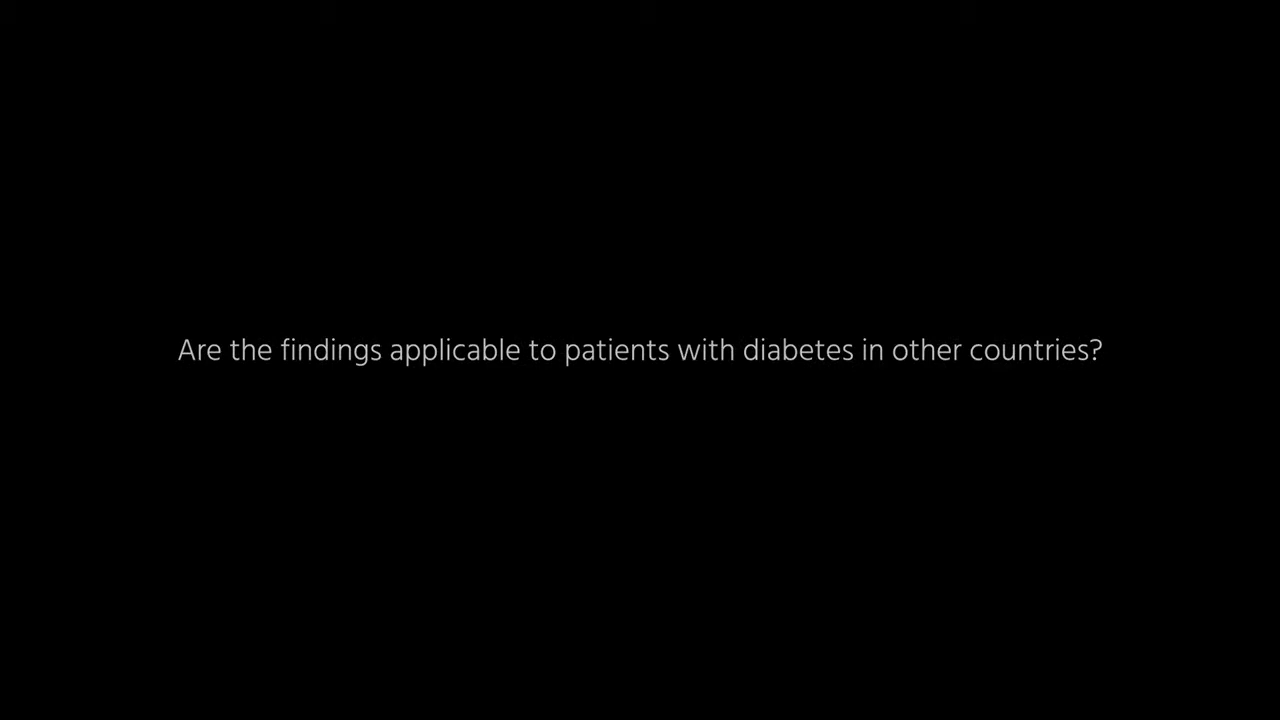 Are the findings applicable to patients with diabetes in other countries?